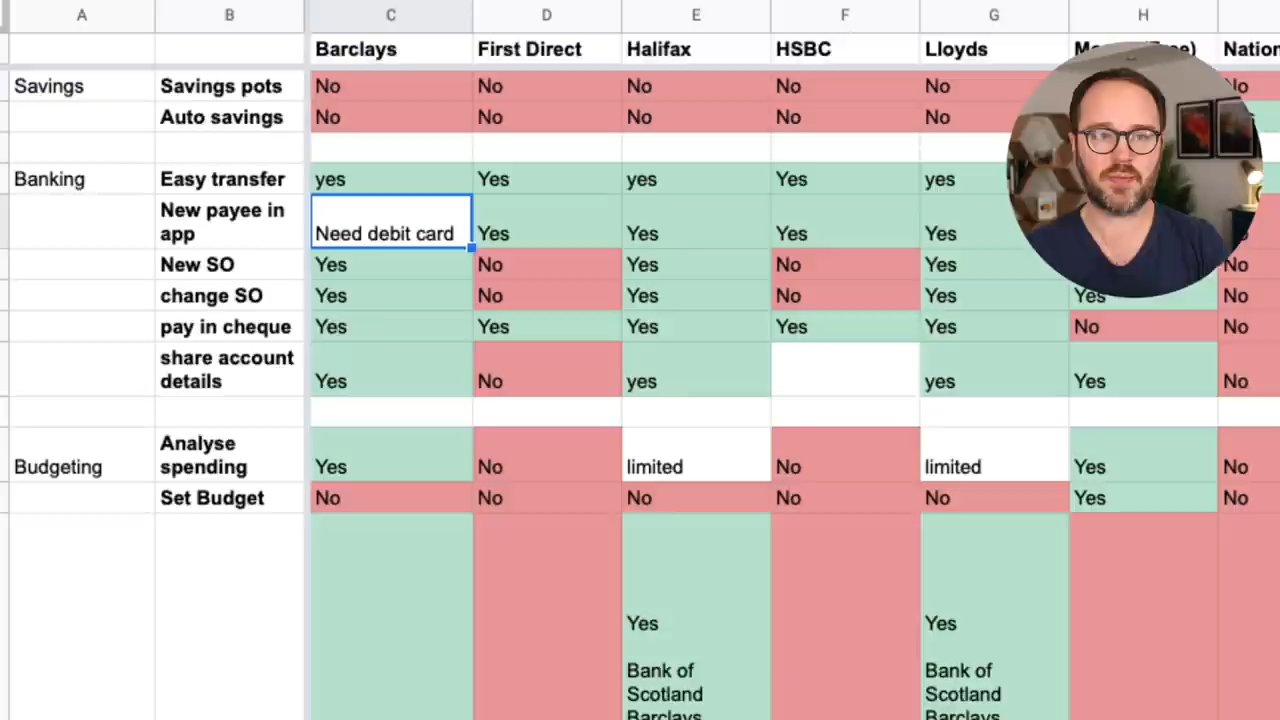 A B C D E F G H
Barclays First Direct Halifax HSBC Lloyds
Savings Savings pots No No No No No
Auto savings No No No No No
Banking Easy transfer yes Yes yes Yes yes
New payee in
app Need debit card Yes Yes Yes Yes
New SO Yes No Yes No Yes No
change SO Yes No Yes No Yes Yes No
pay in cheque Yes Yes Yes Yes Yes No No
share account
details Yes No yes yes Yes No
Analyse
Budgeting spending Yes No limited No limited Yes No
Set Budget No No No No No Yes No
Yes Yes
Bank of Bank of
Scotland Scotland
Barclays Barclays